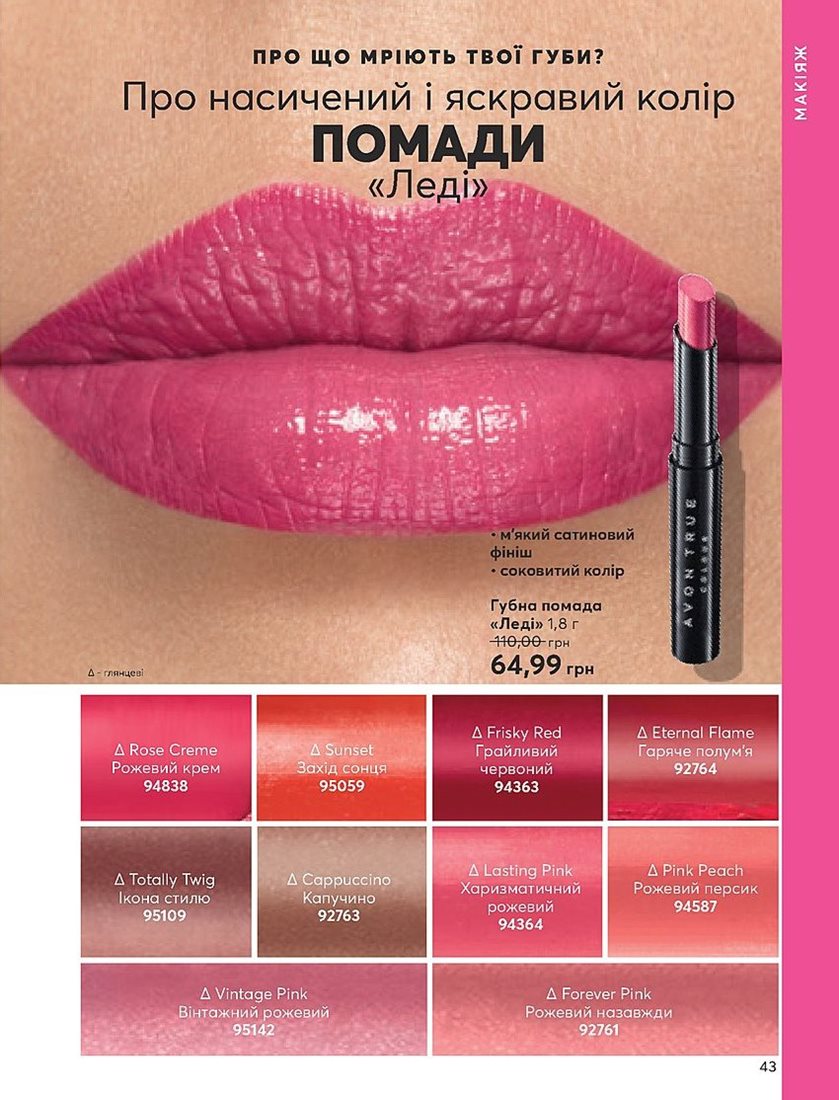 МАКІЯЖ
ПРО ЩО МРІЮТЬ ТВОЇ ГУБИ?
Про насичений і яскравий колір
ПОМАДИ
«Леді»
• м'який сатиновий
фініш
• соковитий колір
Губна помада
«Леді» 1,8 г
110,00 грн
64,99 грн
AVON TRUE
COLOUR
Δ - глянцеві
Δ Rose Creme
Рожевий крем
94838
Δ Sunset
Захід сонця
95059
Δ Frisky Red
Грайливий
червоний
94363
Δ Eternal Flame
Гаряче полум'я
92764
Δ Totally Twig
Ікона стилю
95109
Δ Cappuccino
Капучино
92763
Δ Lasting Pink
Харизматичний
рожевий
94364
Δ Pink Peach
Рожевий персик
94587
Δ Vintage Pink
Вінтажний рожевий
95142
Δ Forever Pink
Рожевий назавжди
92761
43